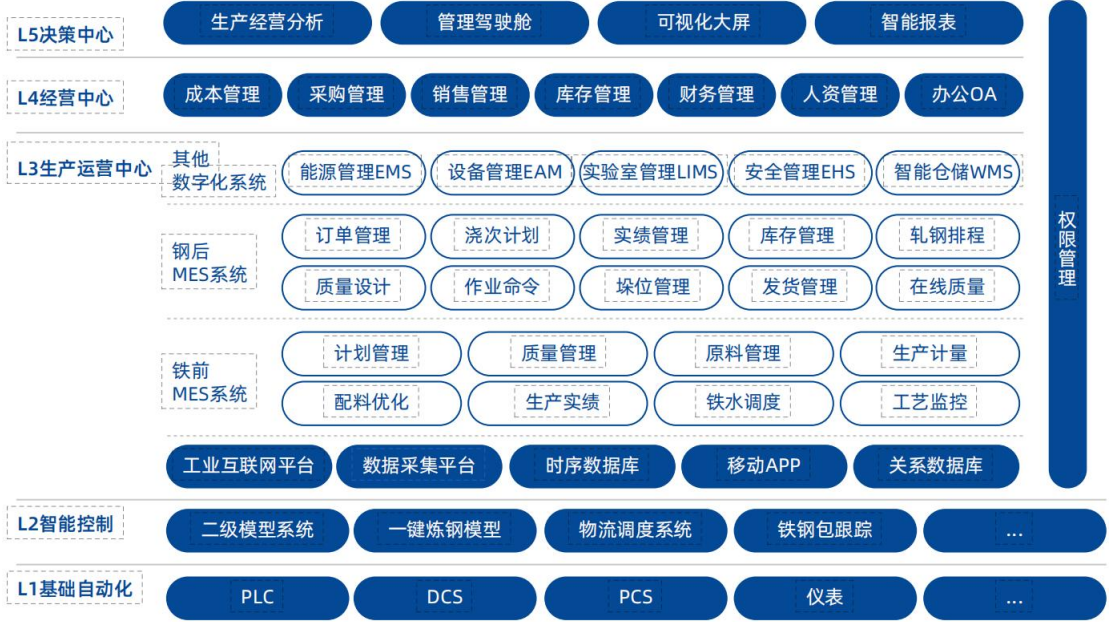 L5决策中心
生产经营分析
管理驾驶舱
可视化大屏
智能报表
L4经营中心
成本管理
采购管理
销售管理
库存管理
财务管理
人资管理
办公OA
L3生产运营中心
其他
数字化系统
能源管理EMS
设备管理EAM
实验室管理LIMS
安全管理EHS
智能仓储WMS
钢后
MES系统
订单管理
浇次计划
实绩管理
库存管理
轧钢排程
质量设计
作业命令
垛位管理
发货管理
在线质量
铁前
MES系统
计划管理
质量管理
原料管理
生产计量
配料优化
生产实绩
铁水调度
工艺监控
工业互联网平台
数据采集平台
时序数据库
移动APP
关系数据库
权限管理
L2智能控制
二级模型系统
一键炼钢模型
物流调度系统
铁钢包跟踪
...
L1基础自动化
PLC
DCS
PCS
仪表
...